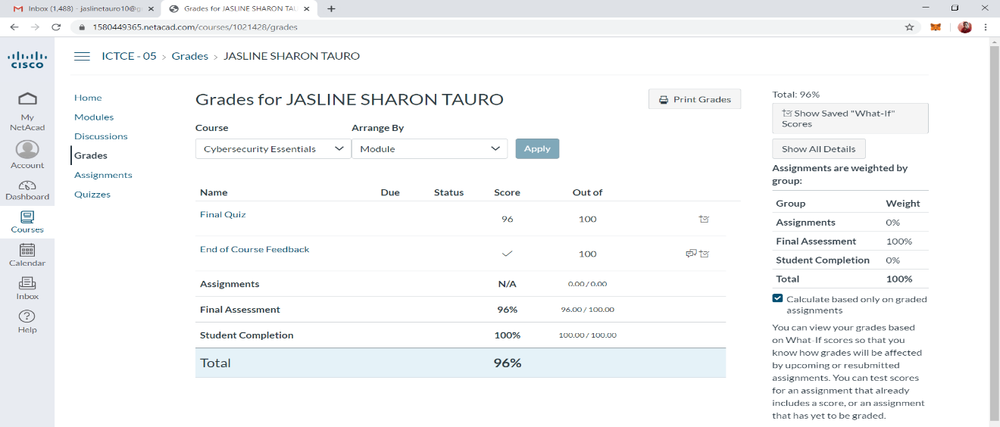 Inbox (1,488) - jaslinetauro10@g
Grades for JASLINE SHARON TAU
1580449365.netacad.com/courses/1021428/grades
CISCO
My NetAcad
Account
Dashboard
Courses
Calendar
Inbox
Help
ICTCE - 05 > Grades > JASLINE SHARON TAURO
Home
Modules
Discussions
Grades
Assignments
Quizzes
Grades for JASLINE SHARON TAURO
Print Grades
Course Arrange By
Cybersecurity Essentials Module Apply
Name Due Status Score Out of
Final Quiz 96 100
End of Course Feedback 100
Assignments N/A 0.00 / 0.00
Final Assessment 96% 96.00 / 100.00
Student Completion 100% 100.00 / 100.00
Total 96%
Total: 96%
Show Saved "What-If"
Scores
Show All Details
Assignments are weighted by
group:
Group Weight
Assignments 0%
Final Assessment 100%
Student Completion 0%
Total 100%
Calculate based only on graded
assignments
You can view your grades based
on What-If scores so that you
know how grades will be affected
by upcoming or resubmitted
assignments. You can test scores
for an assignment that already
includes a score, or an assignment
that has yet to be graded.